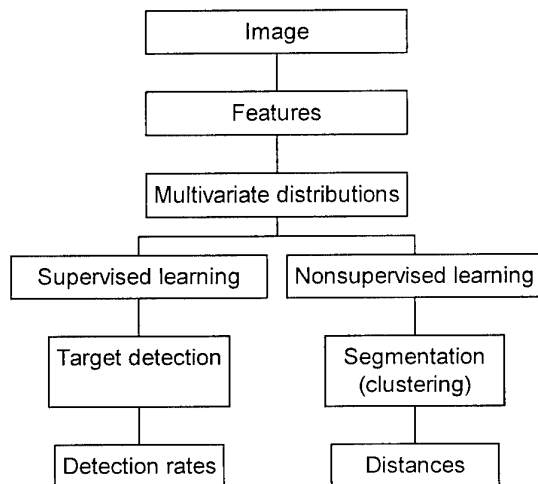 Image
Features
Multivariate distributions
Supervised learning
Nonsupervised learning
Target detection
Segmentation
(clustering)
Detection rates
Distances